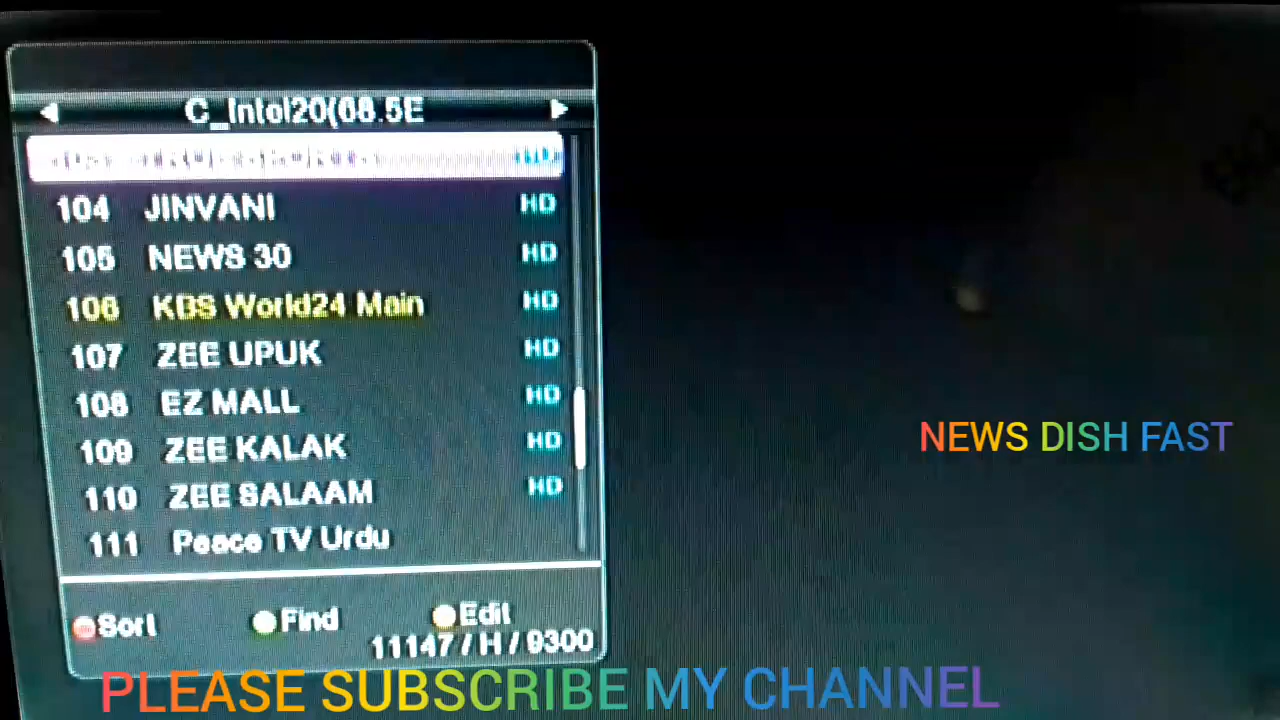 C_Intel20(68.5E
HD
104 JINVANI HD
105 NEWS 30 HD
106 KBS World24 Main HD
107 ZEE UPUK HD
108 EZ MALL HD
109 ZEE KALAK HD
110 ZEE SALAAM HD
111 Peace TV Urdu
Sort Find Edit
11147 / H / 9300
NEWS DISH FAST
PLEASE SUBSCRIBE MY CHANNEL